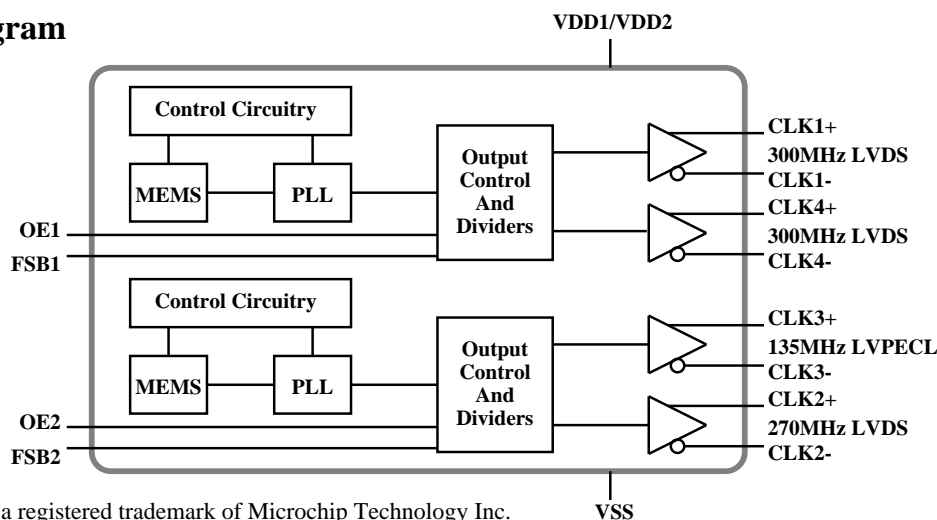 gram
VDD1/VDD2
Control Circuitry
MEMS
PLL
Output
Control
And
Dividers
CLK1+
300MHz LVDS
CLK1-
CLK4+
300MHz LVDS
CLK4-
OE1
FSB1
Control Circuitry
MEMS
PLL
Output
Control
And
Dividers
CLK3+
135MHz LVPECL
CLK3-
CLK2+
270MHz LVDS
CLK2-
OE2
FSB2
a registered trademark of Microchip Technology Inc.
VSS